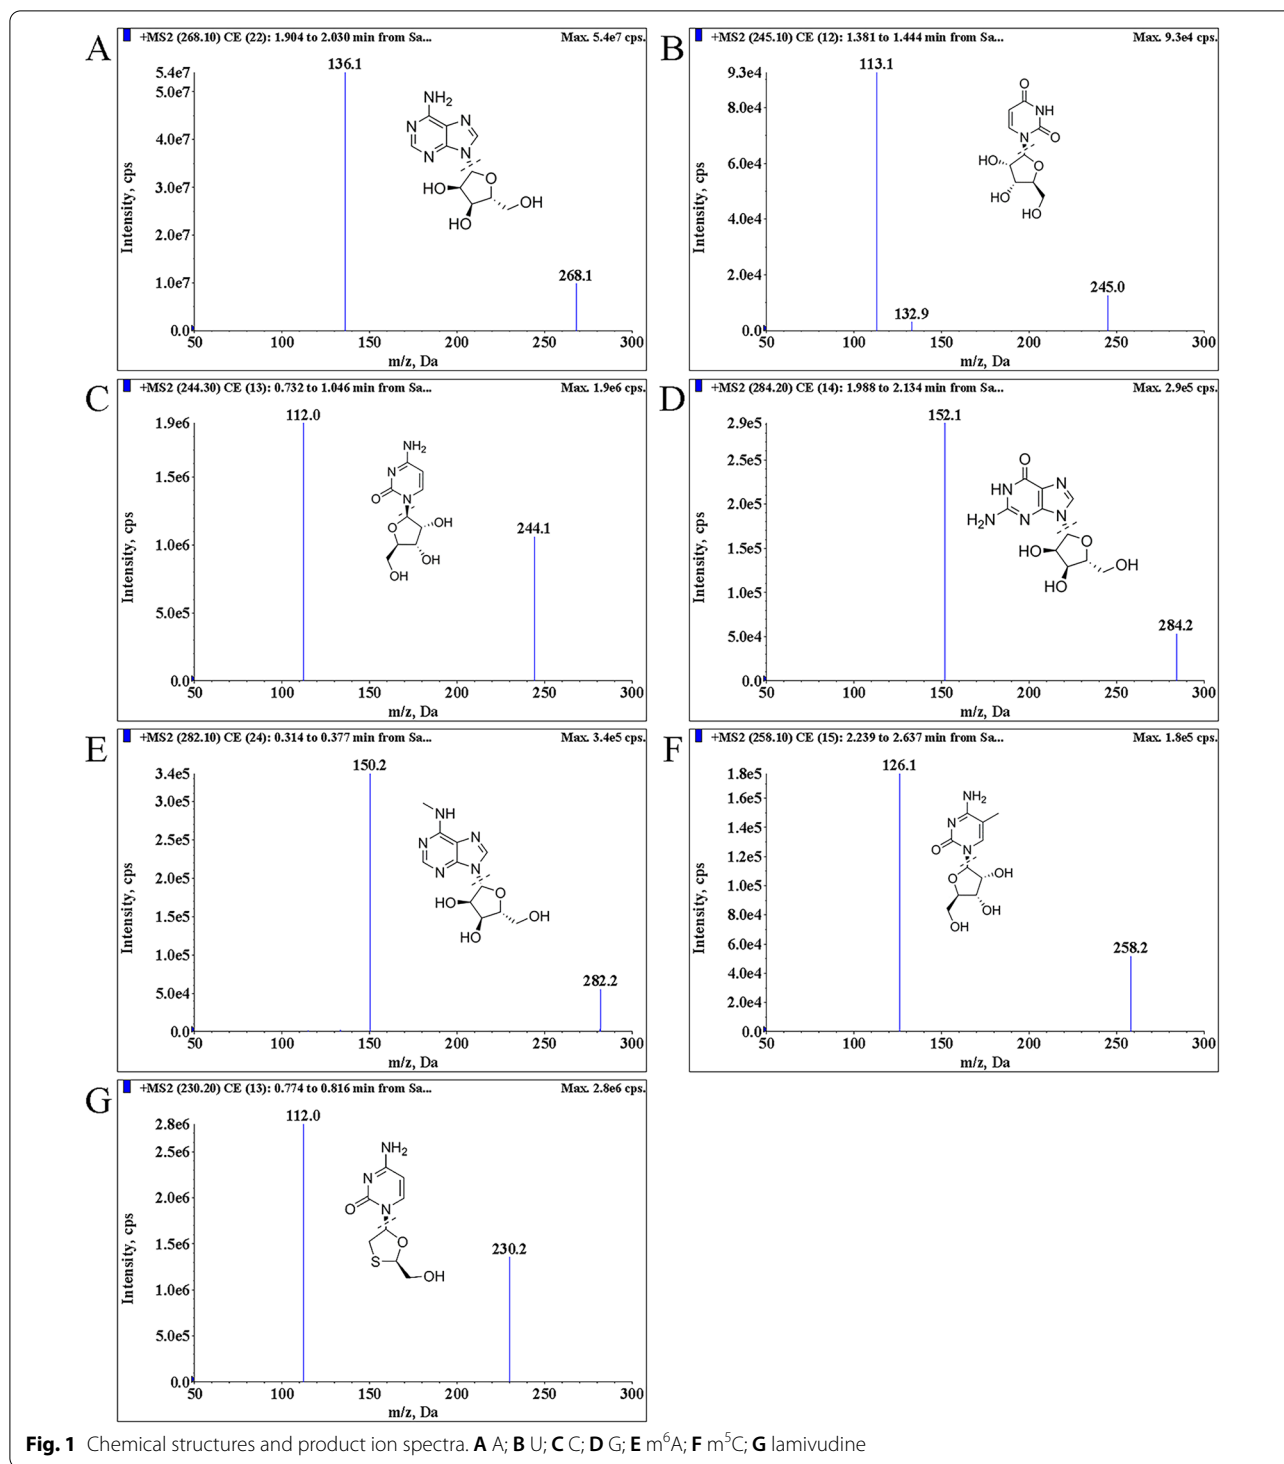 A
+MS2 (268.10) CE (22): 1.904 to 2.030 min from Sa...
Max. 5.4e7 cps.
136.1
5.4e7
5.0e7
4.0e7
3.0e7
2.0e7
1.0e7
0.0
Intensity, cps
NH2
N
N
N
N
O
HO
OH
HO
268.1
50 100 150 200 250 300
m/z, Da
B
+MS2 (245.10) CE (12): 1.381 to 1.444 min from Sa...
Max. 9.3e4 cps.
113.1
9.3e4
8.0e4
6.0e4
4.0e4
2.0e4
0.0
Intensity, cps
O
NH
N
O
HO
O
HO
HO
132.9
245.0
50 100 150 200 250 300
m/z, Da
C
+MS2 (244.30) CE (13): 0.732 to 1.046 min from Sa...
Max. 1.9e6 cps.
112.0
1.9e6
1.5e6
1.0e6
5.0e5
0.0
Intensity, cps
NH2
N
O
N
O
OH
OH
OH
244.1
50 100 150 200 250 300
m/z, Da
D
+MS2 (284.20) CE (14): 1.988 to 2.134 min from Sa...
Max. 2.9e5 cps.
152.1
2.9e5
2.5e5
2.0e5
1.5e5
1.0e5
5.0e4
0.0
Intensity, cps
O
HN
N
H2N
N
N
O
HO
OH
HO
284.2
50 100 150 200 250 300
m/z, Da
E
+MS2 (282.10) CE (24): 0.314 to 0.377 min from Sa...
Max. 3.4e5 cps.
150.2
3.4e5
3.0e5
2.5e5
2.0e5
1.5e5
1.0e5
5.0e4
0.0
Intensity, cps
NH
N
N
N
N
O
HO
OH
HO
282.2
50 100 150 200 250 300
m/z, Da
F
+MS2 (258.10) CE (15): 2.239 to 2.637 min from Sa...
Max. 1.8e5 cps.
126.1
1.8e5
1.6e5
1.4e5
1.2e5
1.0e5
8.0e4
6.0e4
4.0e4
2.0e4
0.0
Intensity, cps
NH2
N
O
N
O
OH
OH
OH
258.2
50 100 150 200 250 300
m/z, Da
G
+MS2 (230.20) CE (13): 0.774 to 0.816 min from Sa...
Max. 2.8e6 cps.
112.0
2.8e6
2.5e6
2.0e6
1.5e6
1.0e6
5.0e5
0.0
Intensity, cps
NH2
N
O
N
O
S
OH
230.2
50 100 150 200 250 300
m/z, Da
Fig. 1 Chemical structures and product ion spectra. A A; B U; C C; D G; E m⁶A; F m⁵C; G lamivudine